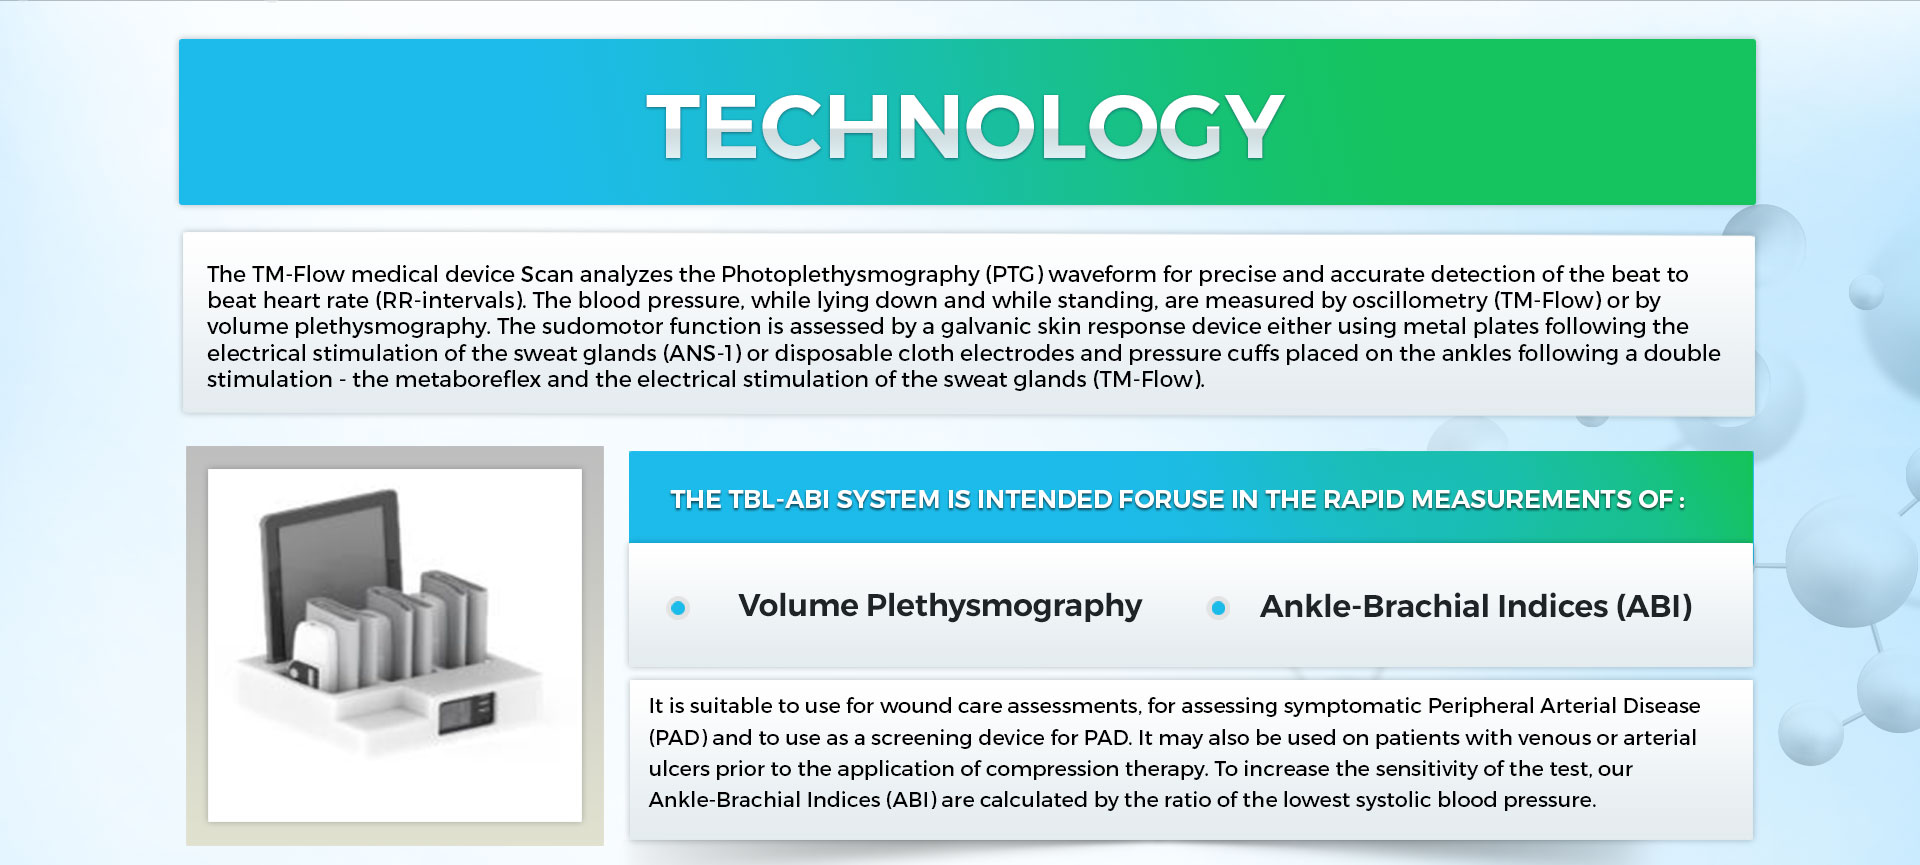 TECHNOLOGY
The TM-Flow medical device Scan analyzes the Photoplethysmography (PTG) waveform for precise and accurate detection of the beat to
beat heart rate (RR-intervals). The blood pressure, while lying down and while standing, are measured by oscillometry (TM-Flow) or by
volume plethysmography. The sudomotor function is assessed by a galvanic skin response device either using metal plates following the
electrical stimulation of the sweat glands (ANS-1) or disposable cloth electrodes and pressure cuffs placed on the ankles following a double
stimulation - the metaboreflex and the electrical stimulation of the sweat glands (TM-Flow).
THE TBL-ABI SYSTEM IS INTENDED FORUSE IN THE RAPID MEASUREMENTS OF :
Volume Plethysmography
Ankle-Brachial Indices (ABI)
It is suitable to use for wound care assessments, for assessing symptomatic Peripheral Arterial Disease
(PAD) and to use as a screening device for PAD. It may also be used on patients with venous or arterial
ulcers prior to the application of compression therapy. To increase the sensitivity of the test, our
Ankle-Brachial Indices (ABI) are calculated by the ratio of the lowest systolic blood pressure.